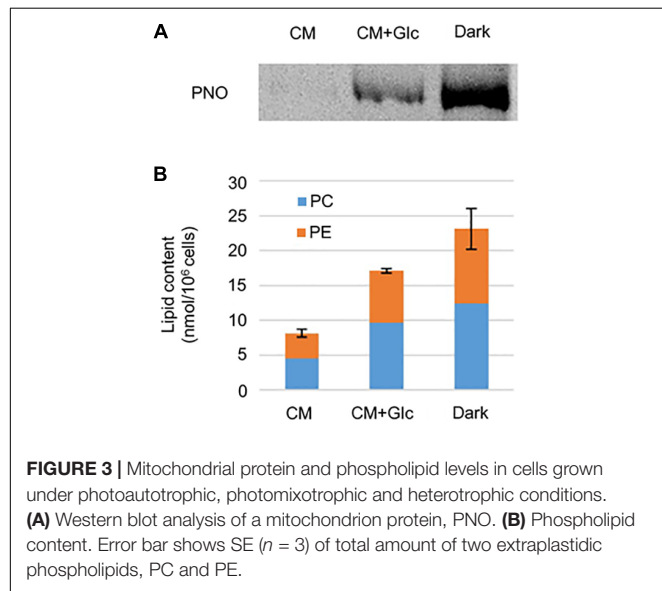 A
CM CM+Glc Dark
PNO
B
30
25
20
15
10
5
0
PC
PE
Lipid content
(nmol/10⁶ cells)
CM CM+Glc Dark
FIGURE 3 | Mitochondrial protein and phospholipid levels in cells grown
under photoautotrophic, photomixotrophic and heterotrophic conditions.
(A) Western blot analysis of a mitochondrion protein, PNO. (B) Phospholipid
content. Error bar shows SE (n = 3) of total amount of two extraplastidic
phospholipids, PC and PE.